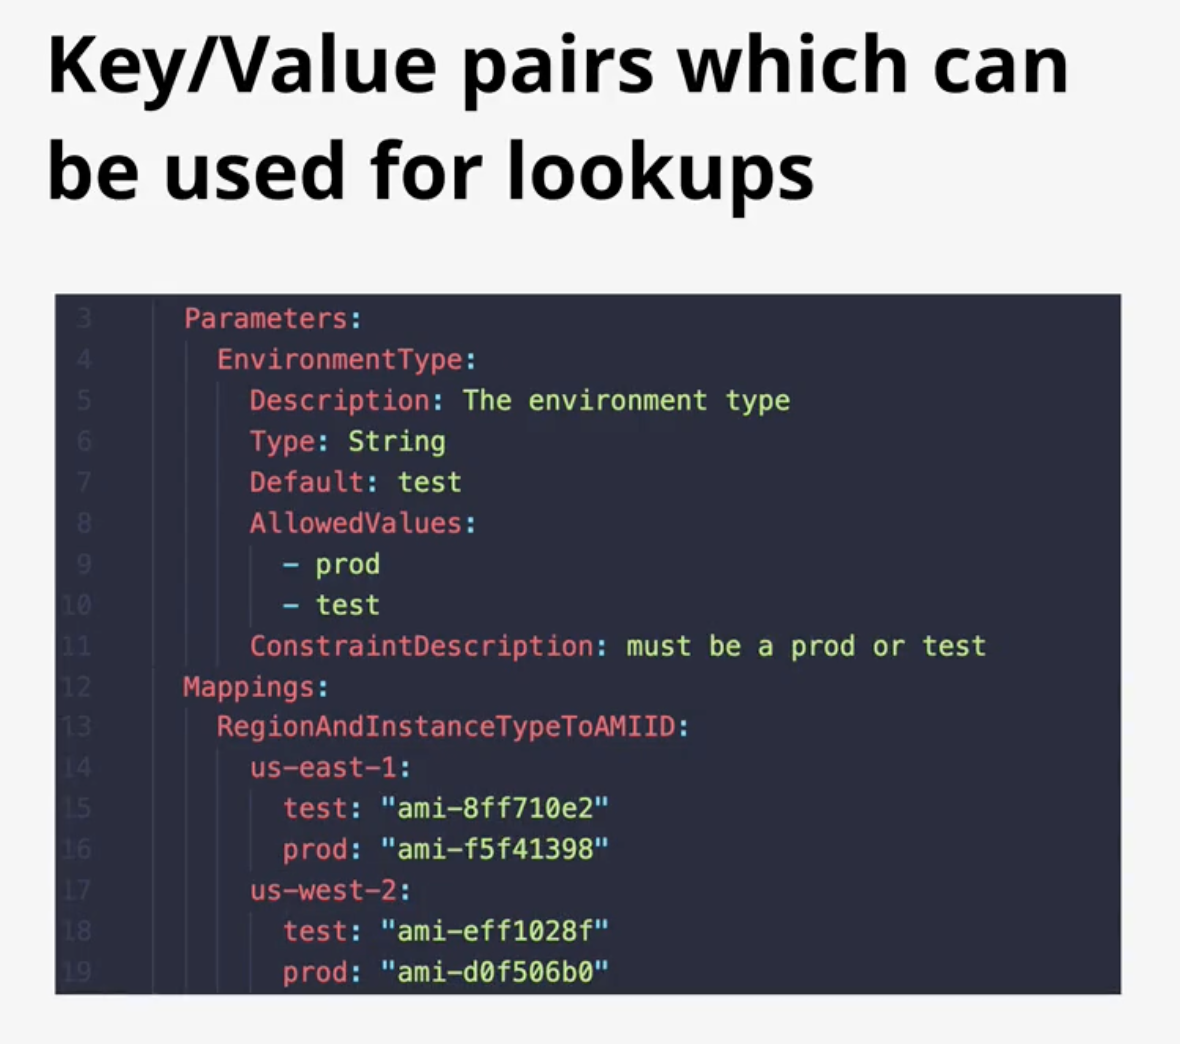 Key/Value pairs which can
be used for lookups
3 Parameters:
4 EnvironmentType:
5 Description: The environment type
6 Type: String
7 Default: test
8 AllowedValues:
9 - prod
10 - test
11 ConstraintDescription: must be a prod or test
12 Mappings:
13 RegionAndInstanceTypeToAMIID:
14 us-east-1:
15 test: "ami-8ff710e2"
16 prod: "ami-f5f41398"
17 us-west-2:
18 test: "ami-eff1028f"
19 prod: "ami-d0f506b0"